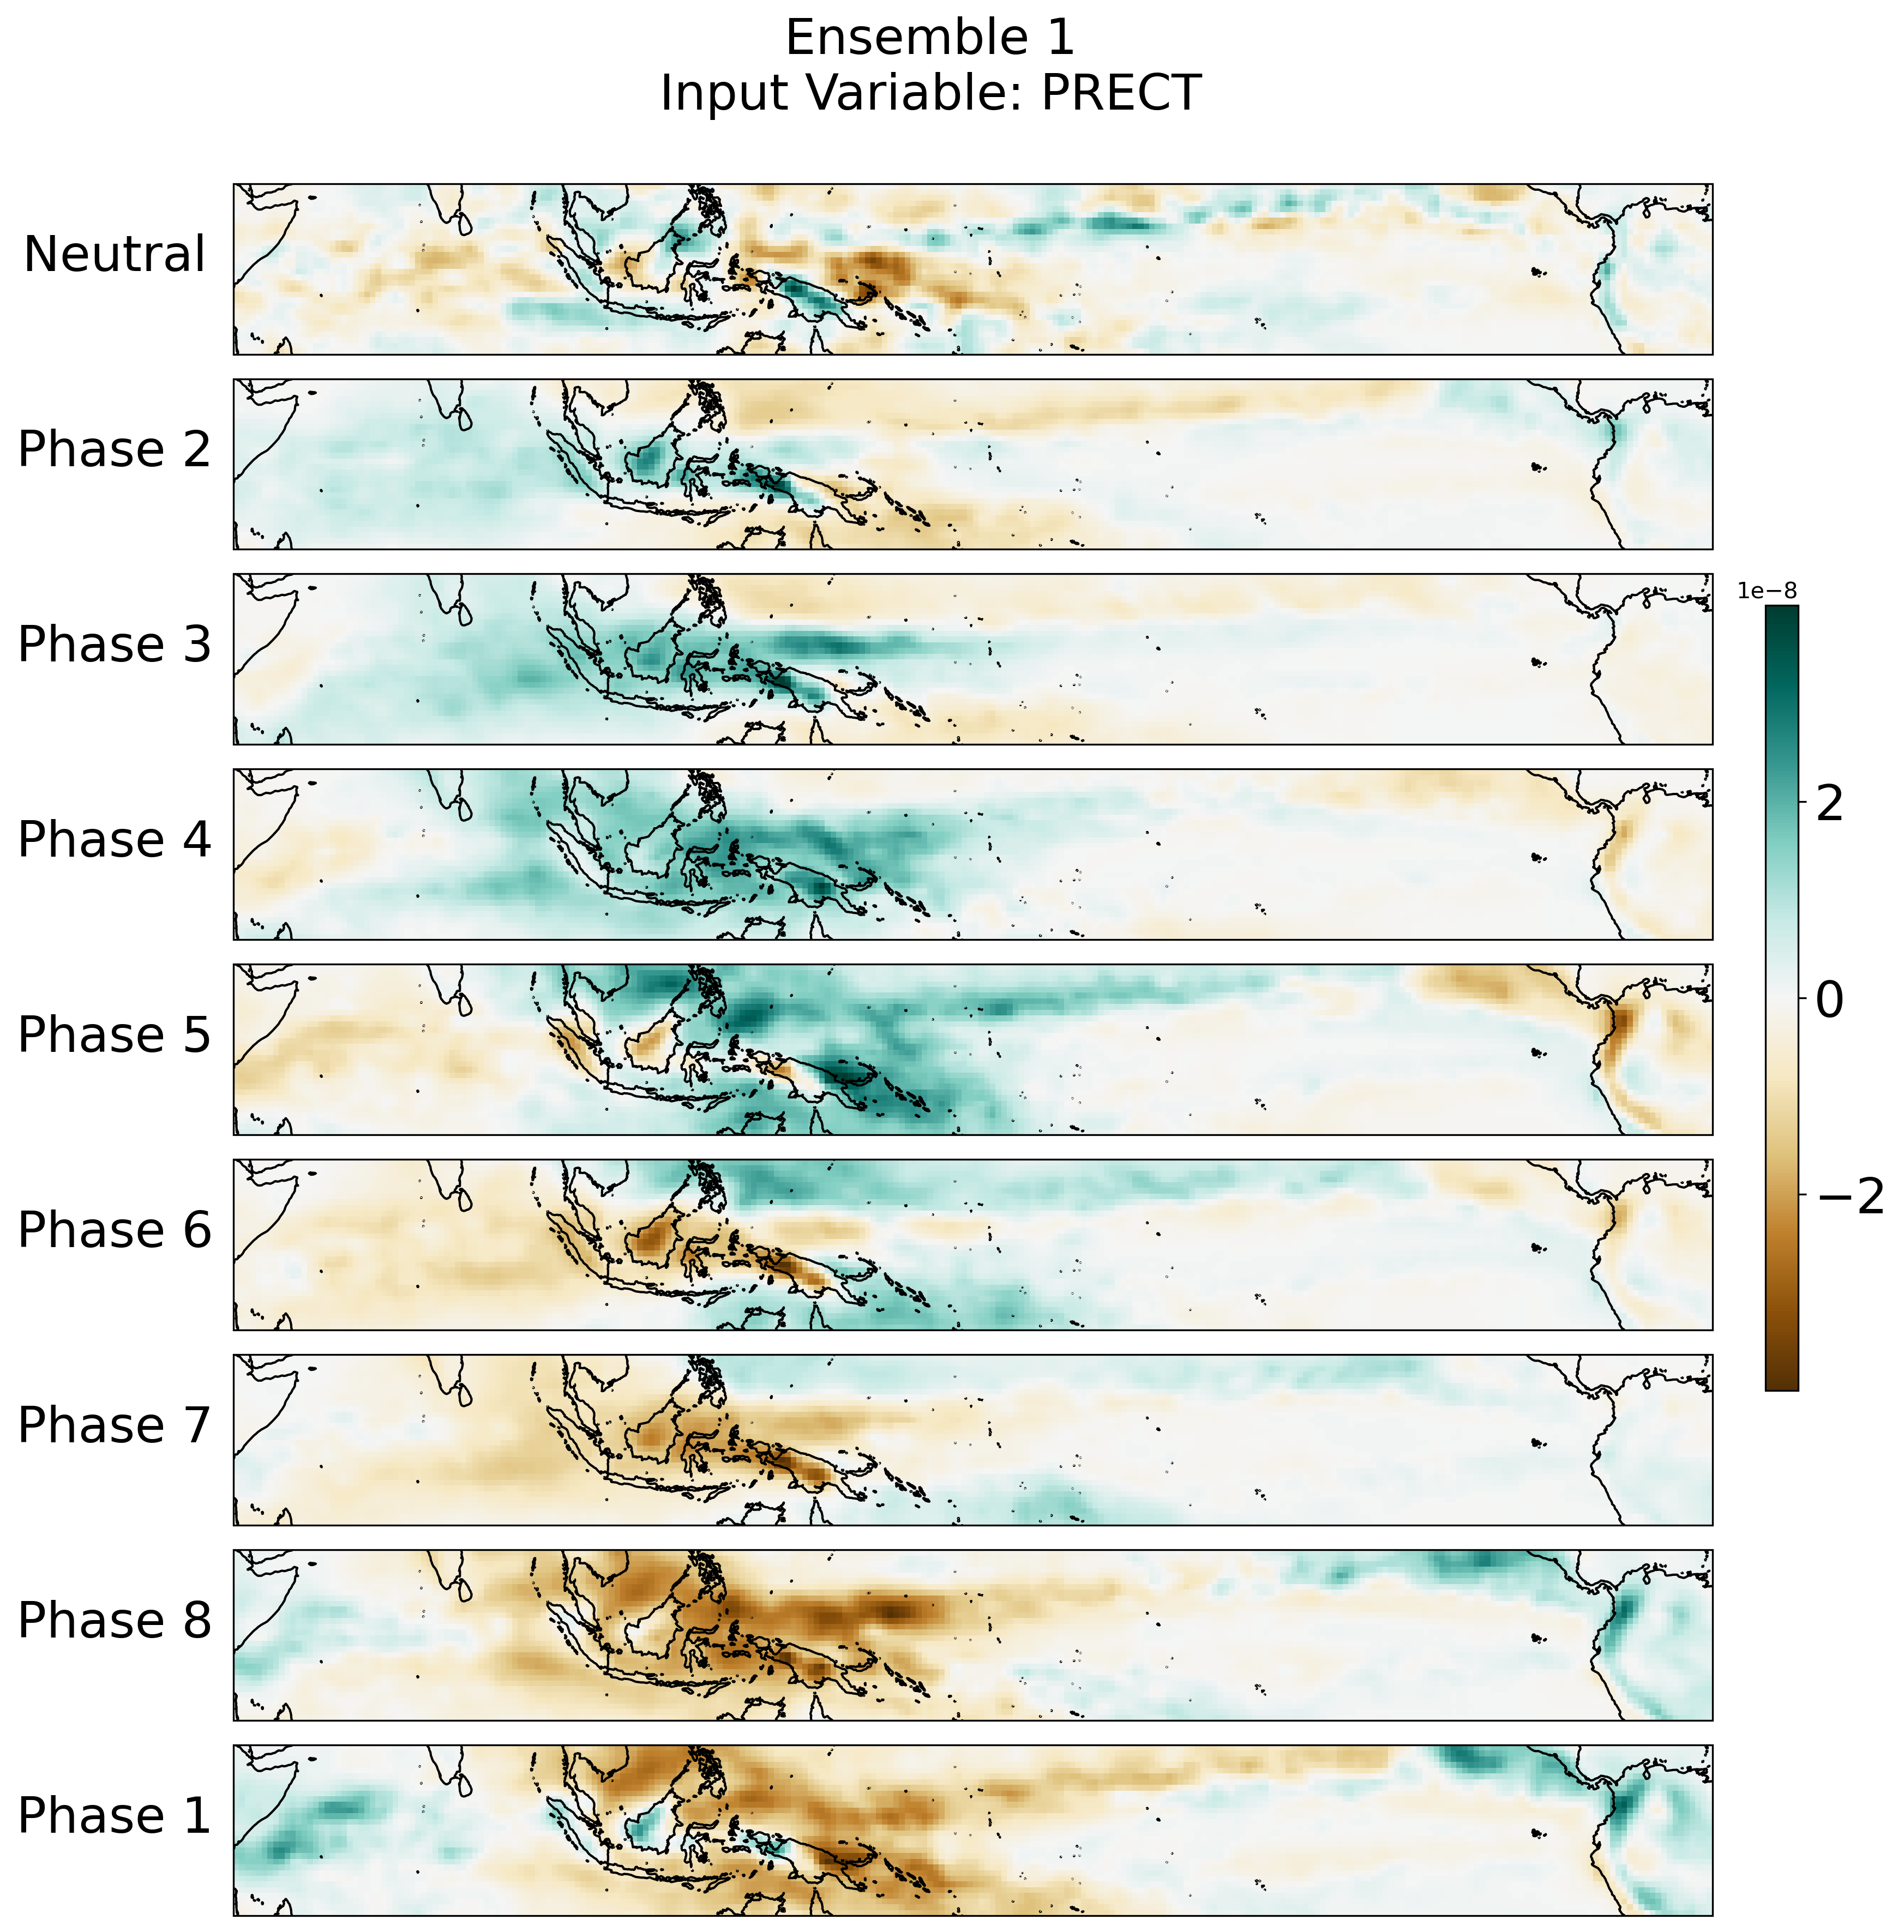 Ensemble 1
Input Variable: PRECT
Neutral
Phase 2
Phase 3
1e−8
Phase 4
2
Phase 5
0
Phase 6
−2
Phase 7
Phase 8
Phase 1